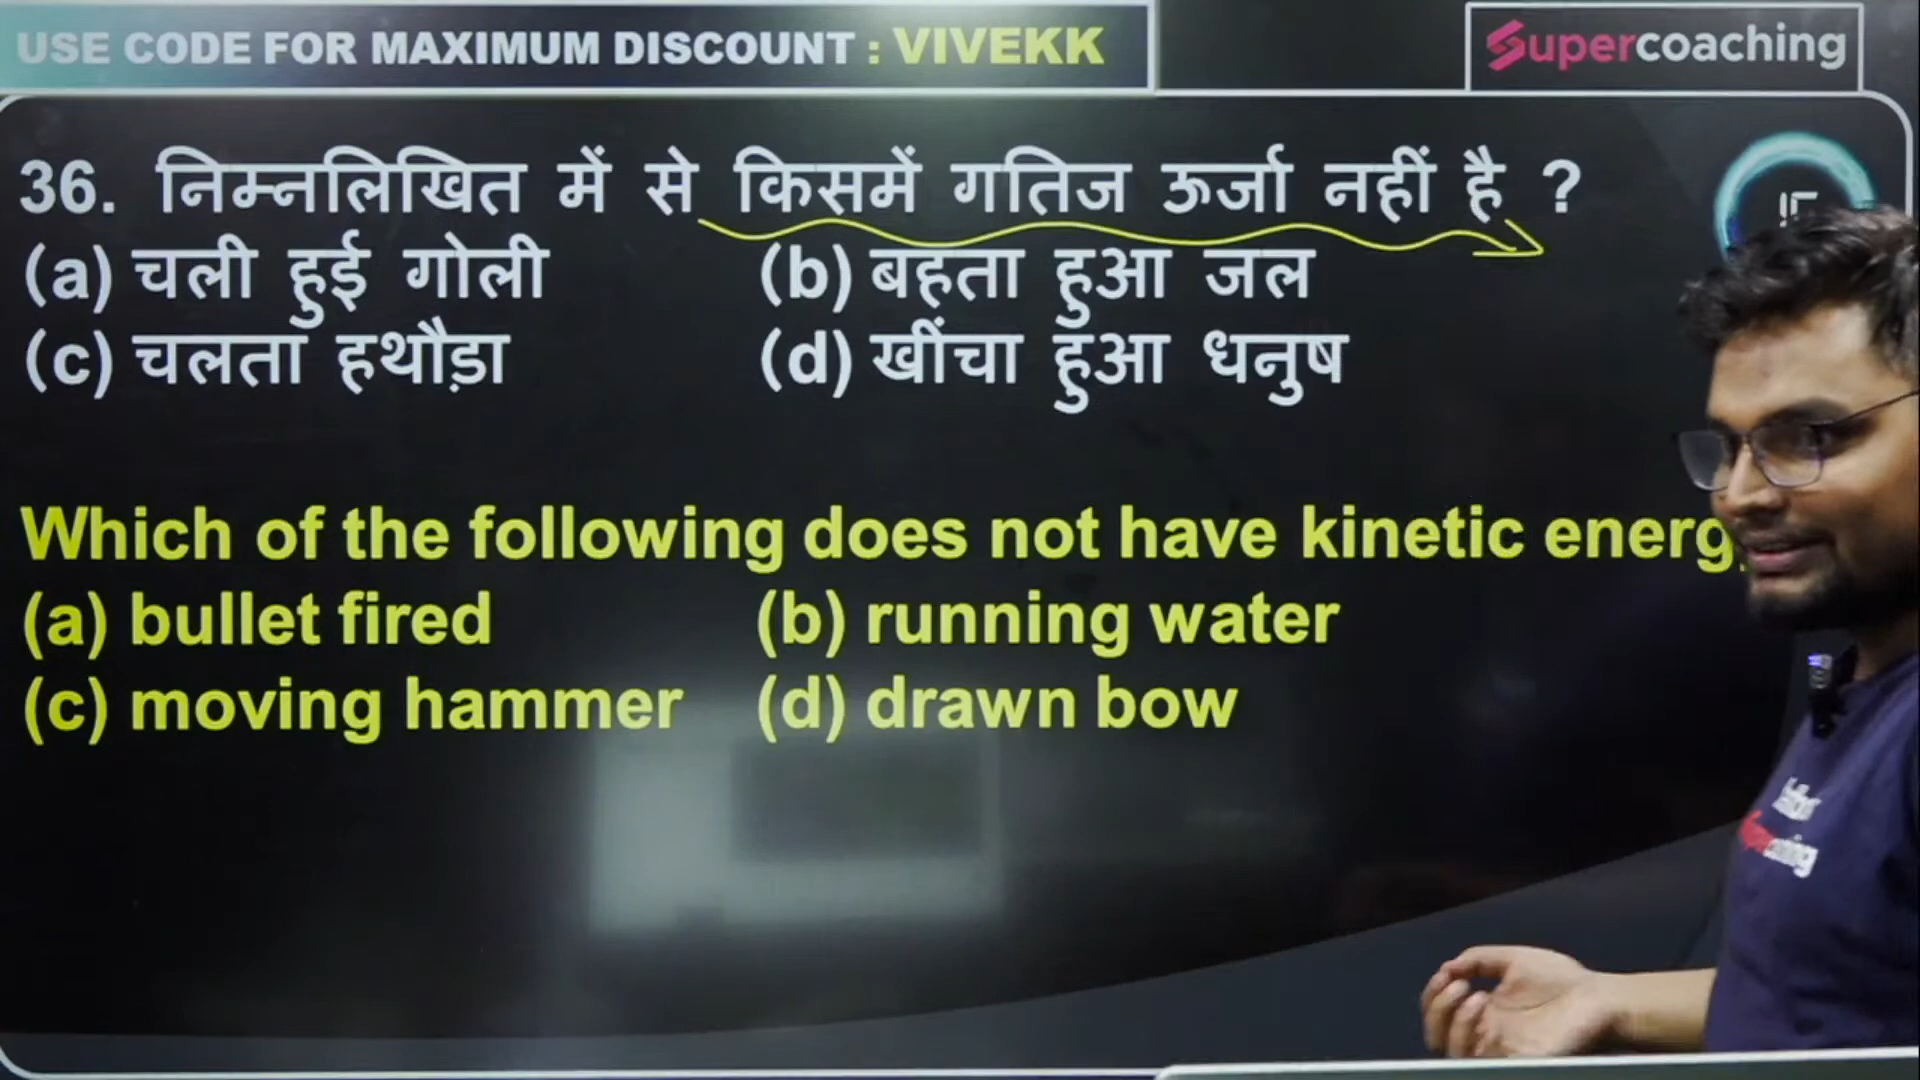 USE CODE FOR MAXIMUM DISCOUNT : VIVEKK
Supercoaching
36. निम्नलिखित में से किसमें गतिज ऊर्जा नहीं है ?
(a) चली हुई गोली (b) बहता हुआ जल
(c) चलता हथौड़ा (d) खींचा हुआ धनुष
Which of the following does not have kinetic
(a) bullet fired (b) running water
(c) moving hammer (d) drawn bow